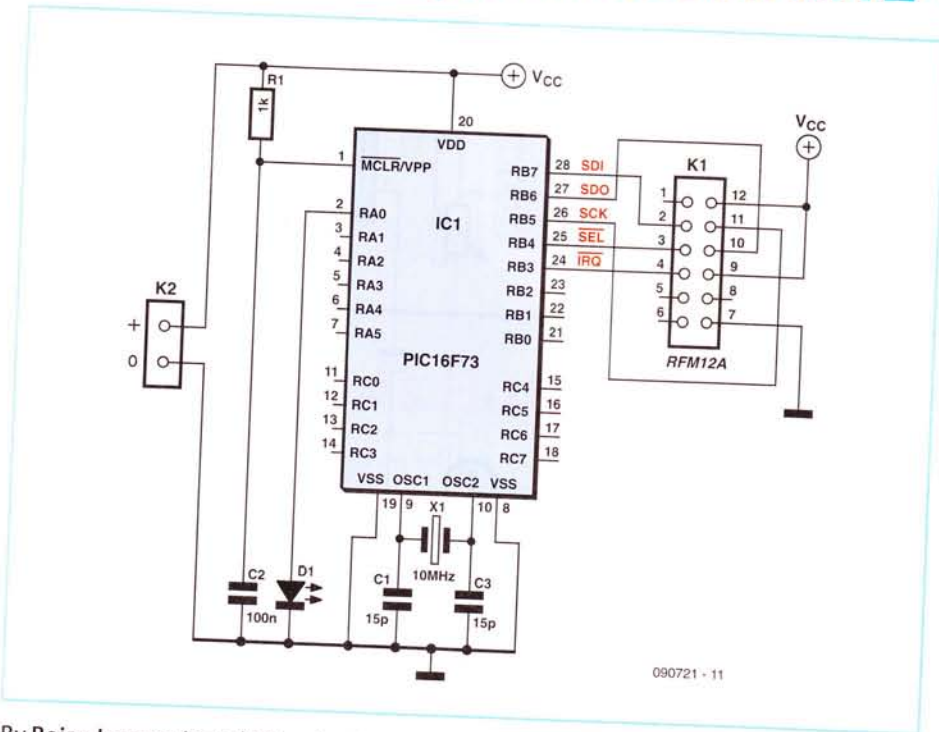 V_CC
R1
1k
20
VDD
1
MCLR/VPP
2
RA0
3
RA1
4
RA2
5
RA3
6
RA4
7
RA5
11
RC0
12
RC1
13
RC2
14
RC3
IC1
PIC16F73
RB7
28
SDI
RB6
27
SDO
RB5
26
SCK
RB4
25
SEL
RB3
24
IRQ
RB2
23
RB1
22
RB0
21
RC4
15
RC5
16
RC6
17
RC7
18
VSS OSC1 OSC2 VSS
19 9 10 8
K1
V_CC
1 12
2 11
3 10
4 9
5 8
6 7
RFM12A
K2
+
0
X1
10MHz
C2
100n
D1
C1
15p
C3
15p
090721 - 11